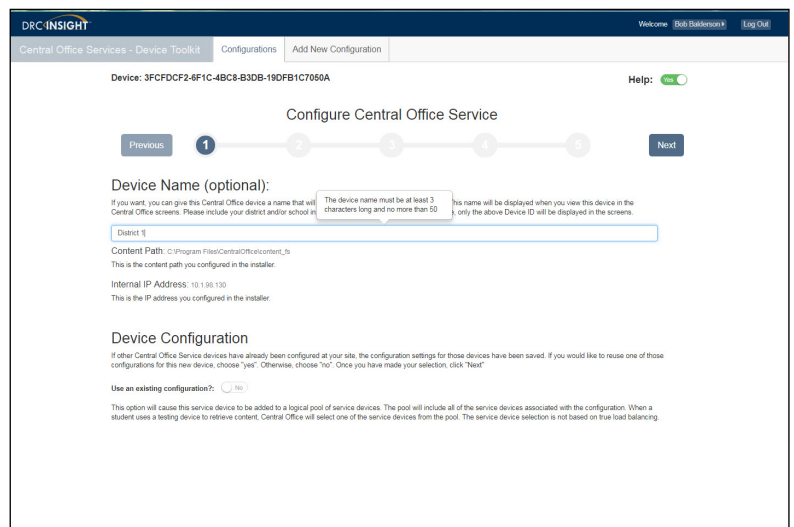 DRC INSIGHT
Welcome Bob Balderson Log Out
Central Office Services - Device Toolkit Configurations Add New Configuration
Device: 3FCFDCF2-6F1C-4BC8-B3DB-19DFB1C7050A
Help: Yes
Configure Central Office Service
Previous 1 2 3 4 5 Next
Device Name (optional):
If you want, you can give this Central Office device a name that will his name will be displayed when you view this device in the
Central Office screens. Please include your district and/or school in e, only the above Device ID will be displayed in the screens.
The device name must be at least 3
characters long and no more than 50
District 1
Content Path: C:\Program Files\CentralOffice\content_fs
This is the content path you configured in the installer.
Internal IP Address: 10.1.98.130
This is the IP address you configured in the installer.
Device Configuration
If other Central Office Service devices have already been configured at your site, the configuration settings for those devices have been saved. If you would like to reuse one of those
configurations for this new device, choose "yes". Otherwise, choose "no". Once you have made your selection, click "Next"
Use an existing configuration?: No
This option will cause this service device to be added to a logical pool of service devices. The pool will include all of the service devices associated with the configuration. When a
student uses a testing device to retrieve content, Central Office will select one of the service devices from the pool. The service device selection is not based on true load balancing.